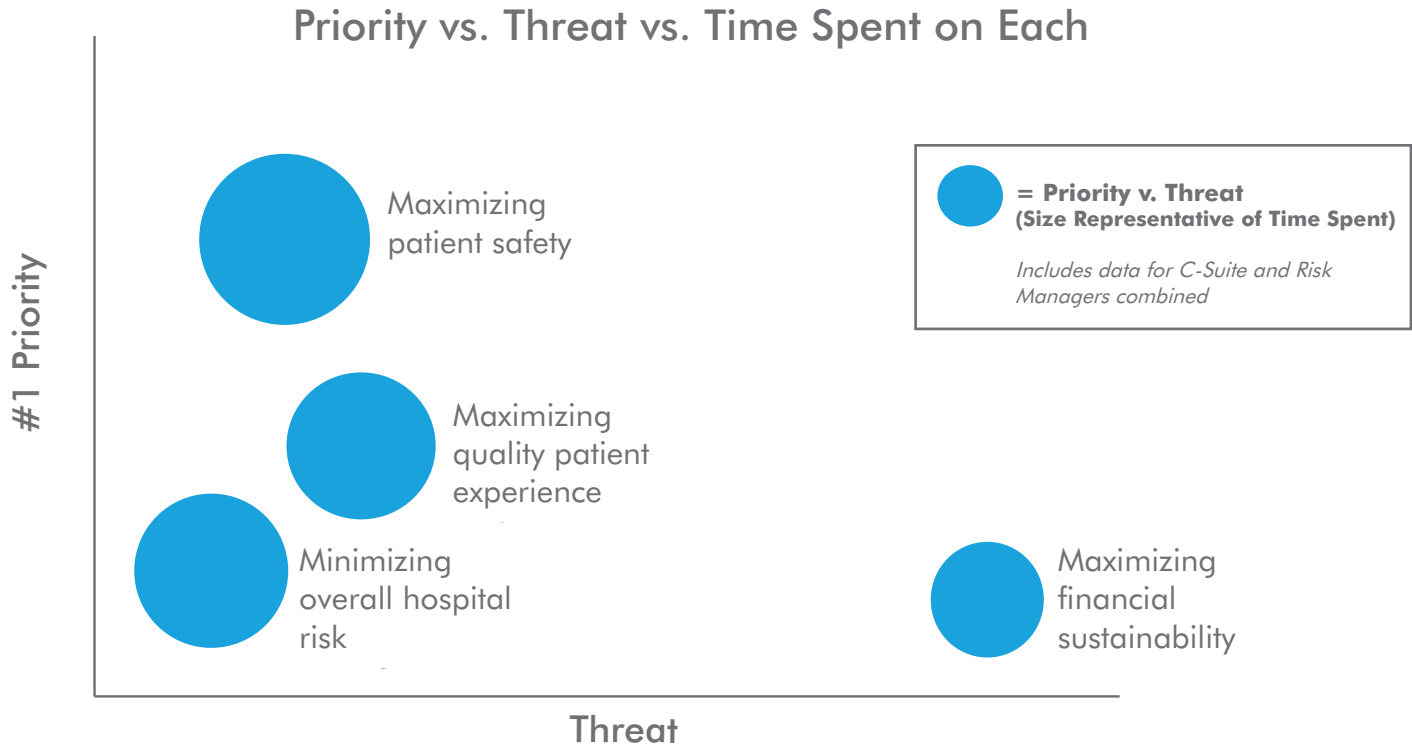 Priority vs. Threat vs. Time Spent on Each
#1 Priority
Maximizing
patient safety
= Priority v. Threat
(Size Representative of Time Spent)
Includes data for C-Suite and Risk
Managers combined
Maximizing
quality patient
experience
Minimizing
overall hospital
risk
Maximizing
financial
sustainability
Threat